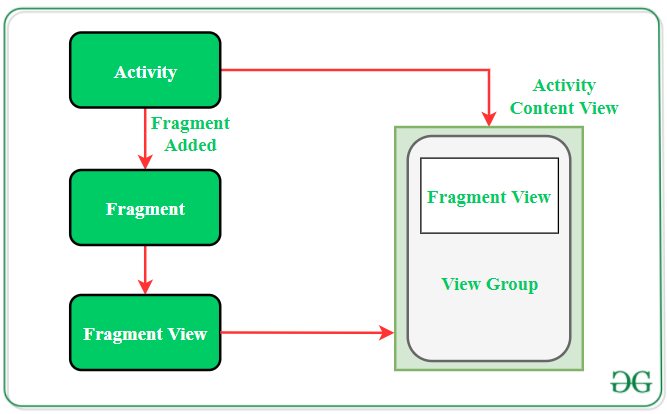 Activity
Activity
Content View
Fragment
Added
Fragment View
Fragment
View Group
Fragment View
GG